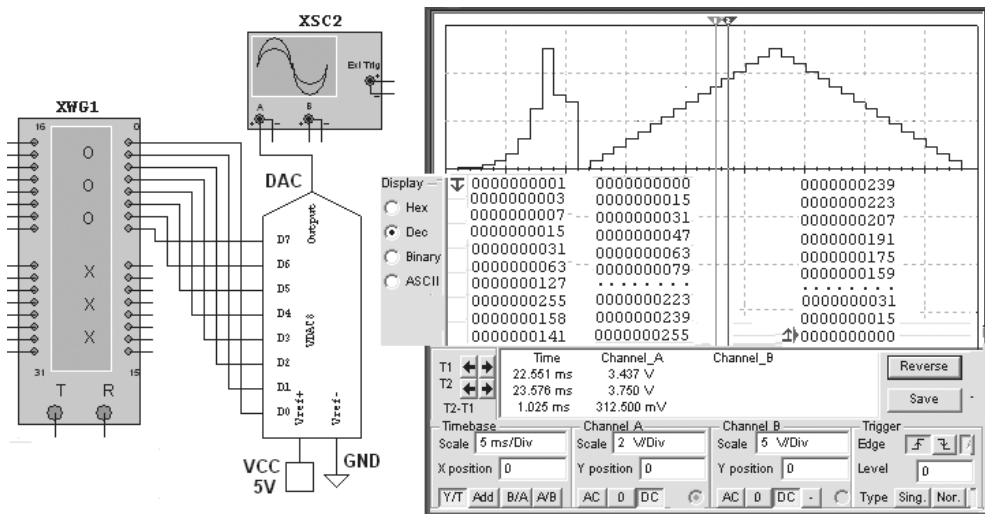 XSC2
Ext Trig
A
B
XWG1
16
0
O
O
O
X
X
X
31
15
T
R
DAC
Output
D7
D6
D5
D4
D3
D2
D1
D0
VDAC8
Vref+
Vref-
VCC
5V
GND
1
2
Display
Hex
Dec
Binary
ASCII
0000000001 0000000000 0000000239
0000000003 0000000015 0000000223
0000000007 0000000031 0000000207
0000000015 0000000047 0000000191
0000000031 0000000063 0000000175
0000000063 0000000079 0000000159
0000000127 . . . . . . . . . . . . . . . .
0000000255 0000000223 0000000031
0000000158 0000000239 0000000015
0000000141 0000000255 0000000000
Time Channel_A Channel_B
T1 22.551 ms 3.437 V
T2 23.576 ms 3.750 V
T2-T1 1.025 ms 312.500 mV
Reverse
Save
Timebase
Scale 5 ms/Div
X position 0
Y/T Add B/A A/B
Channel A
Scale 2 V/Div
Y position 0
AC 0 DC
Channel B
Scale 5 V/Div
Y position 0
AC 0 DC -
Trigger
Edge
Level 0
Type Sing. Nor.